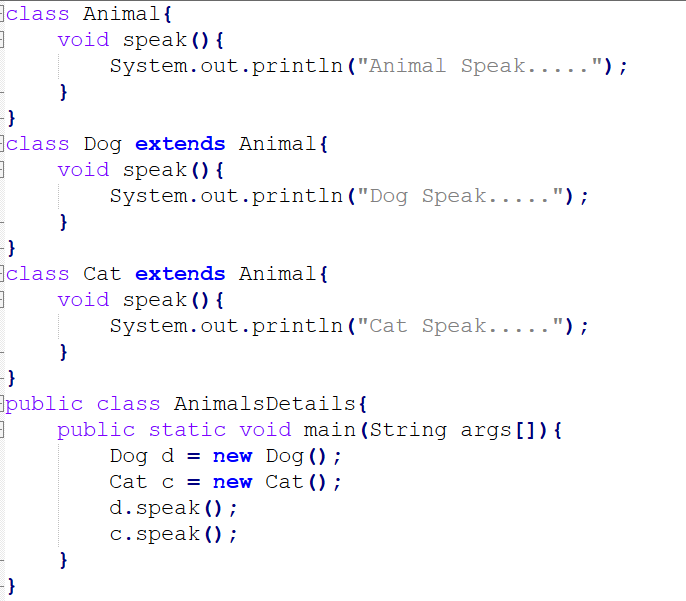 class Animal{
    void speak(){
        System.out.println("Animal Speak.....");
    }
}
class Dog extends Animal{
    void speak(){
        System.out.println("Dog Speak.....");
    }
}
class Cat extends Animal{
    void speak(){
        System.out.println("Cat Speak.....");
    }
}
public class AnimalsDetails{
    public static void main(String args[]){
        Dog d = new Dog();
        Cat c = new Cat();
        d.speak();
        c.speak();
    }
}